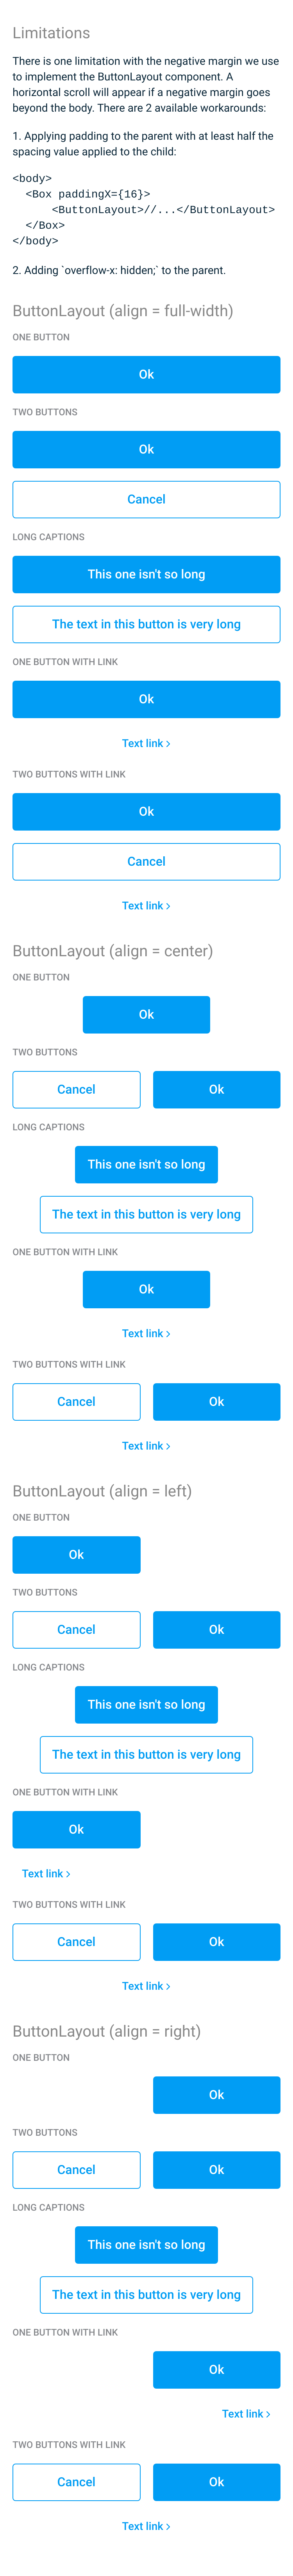 Limitations
There is one limitation with the negative margin we use
to implement the ButtonLayout component. A
horizontal scroll will appear if a negative margin goes
beyond the body. There are 2 available workarounds:
1. Applying padding to the parent with at least half the
spacing value applied to the child:
<body>
<Box paddingX={16}>
<ButtonLayout>//...</ButtonLayout>
</Box>
</body>
2. Adding `overflow-x: hidden;` to the parent.
ButtonLayout (align = full-width)
ONE BUTTON
Ok
TWO BUTTONS
Ok
Cancel
LONG CAPTIONS
This one isn't so long
The text in this button is very long
ONE BUTTON WITH LINK
Ok
Text link >
TWO BUTTONS WITH LINK
Ok
Cancel
Text link >
ButtonLayout (align = center)
ONE BUTTON
Ok
TWO BUTTONS
Cancel Ok
LONG CAPTIONS
This one isn't so long
The text in this button is very long
ONE BUTTON WITH LINK
Ok
Text link >
TWO BUTTONS WITH LINK
Cancel Ok
Text link >
ButtonLayout (align = left)
ONE BUTTON
Ok
TWO BUTTONS
Cancel Ok
LONG CAPTIONS
This one isn't so long
The text in this button is very long
ONE BUTTON WITH LINK
Ok
Text link >
TWO BUTTONS WITH LINK
Cancel Ok
Text link >
ButtonLayout (align = right)
ONE BUTTON
Ok
TWO BUTTONS
Cancel Ok
LONG CAPTIONS
This one isn't so long
The text in this button is very long
ONE BUTTON WITH LINK
Ok
Text link >
TWO BUTTONS WITH LINK
Cancel Ok
Text link >